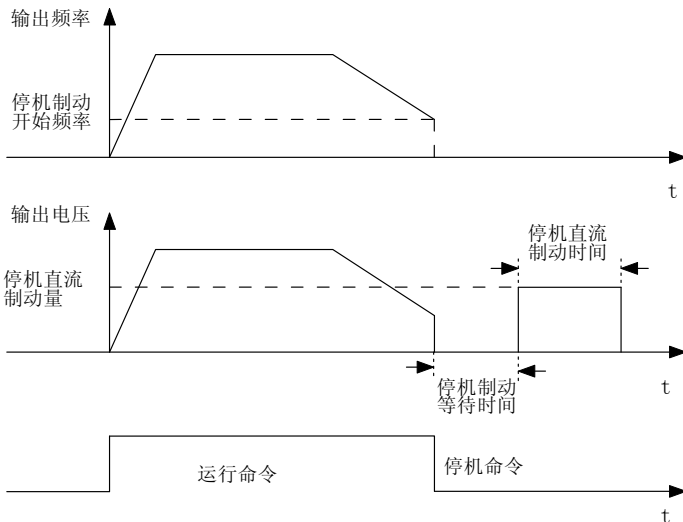 输出频率
停机制动
开始频率
t
输出电压
停机直流
制动时间
停机直流
制动量
停机制动
等待时间
t
运行命令
停机命令
t